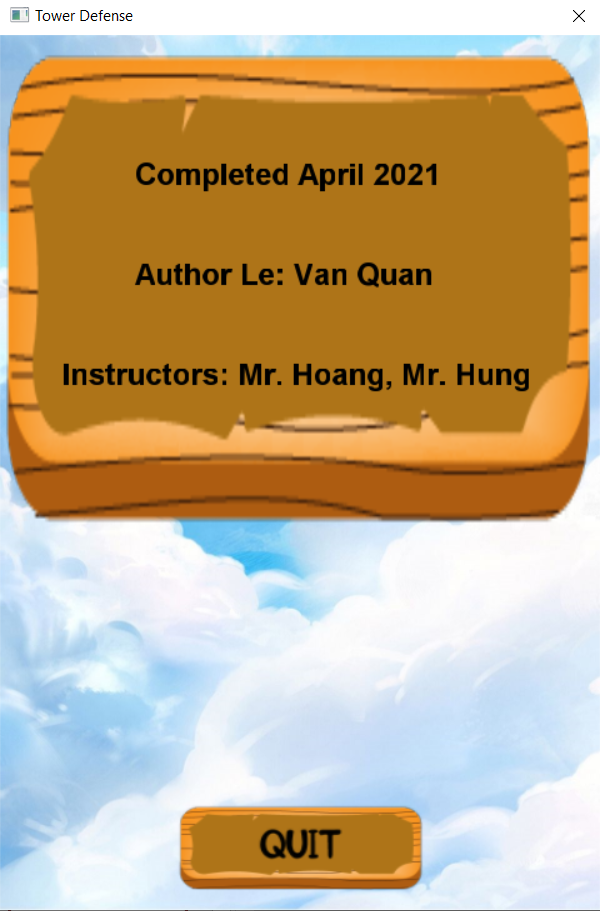 Tower Defense
Completed April 2021
Author Le: Van Quan
Instructors: Mr. Hoang, Mr. Hung
QUIT